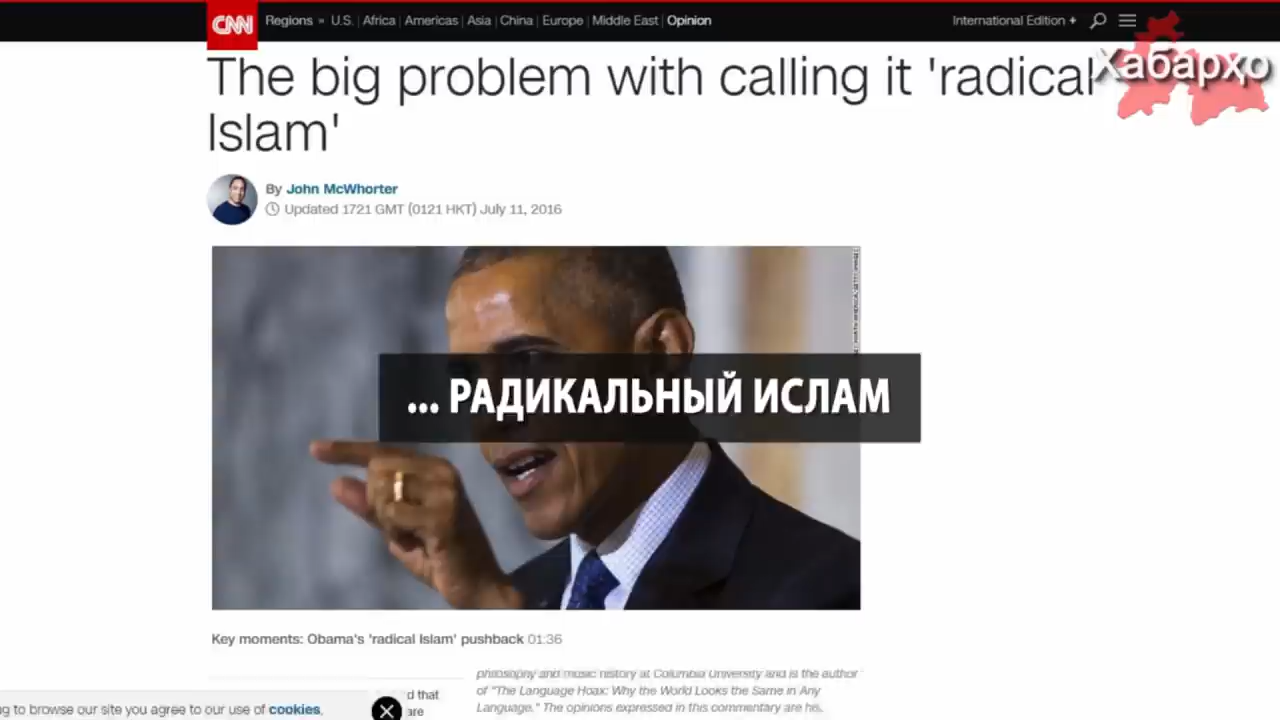 CNN Regions » U.S. Africa Americas Asia China Europe Middle East Opinion International Edition +
Хабарҳо
The big problem with calling it 'radical
Islam'
By John McWhorter
Updated 1721 GMT (0121 HKT) July 11, 2016
... РАДИКАЛЬНЫЙ ИСЛАМ
Key moments: Obama's 'radical Islam' pushback 01:36
philosophy and music history at Columbia University and is the author
of "The Language Hoax: Why the World Looks the Same in Any
Language." The opinions expressed in this commentary are his.
d that
are
g to browse our site you agree to our use of cookies.